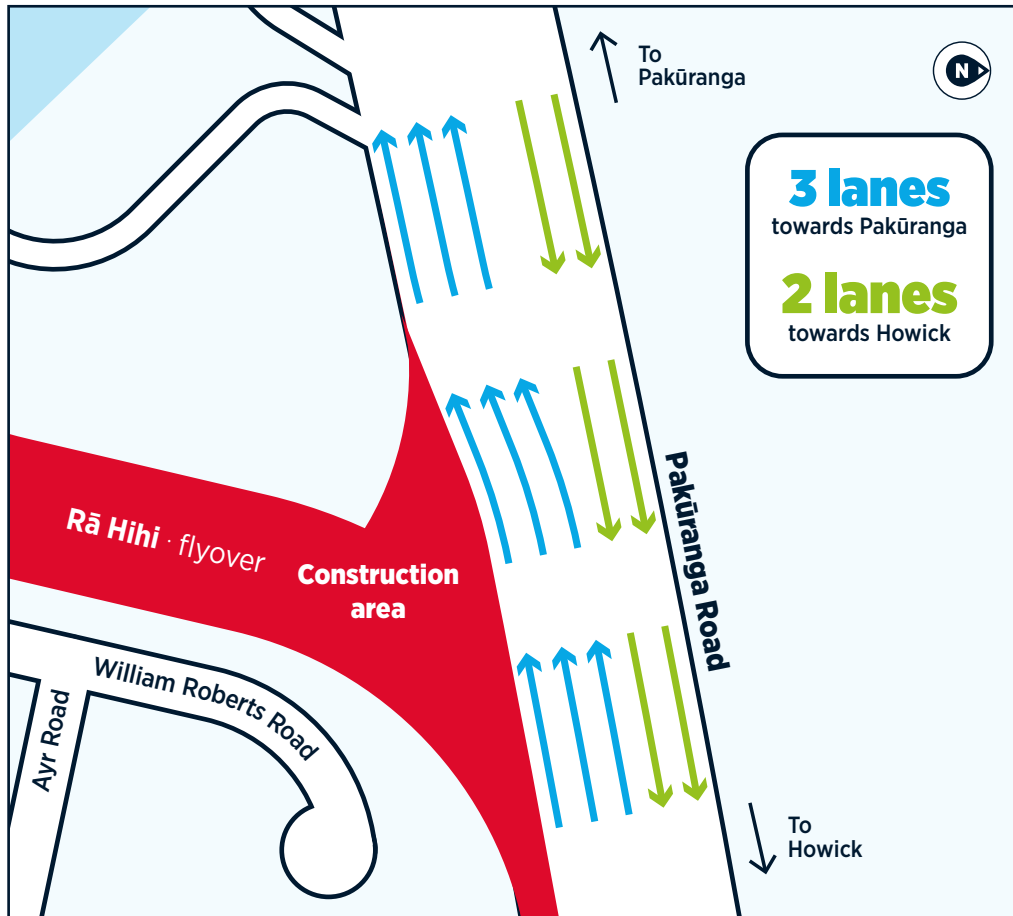 To
Pakūranga
N
3 lanes
towards Pakūranga
2 lanes
towards Howick
Pakūranga Road
Rā Hihi · flyover
Construction
area
William Roberts Road
Ayr Road
To
Howick